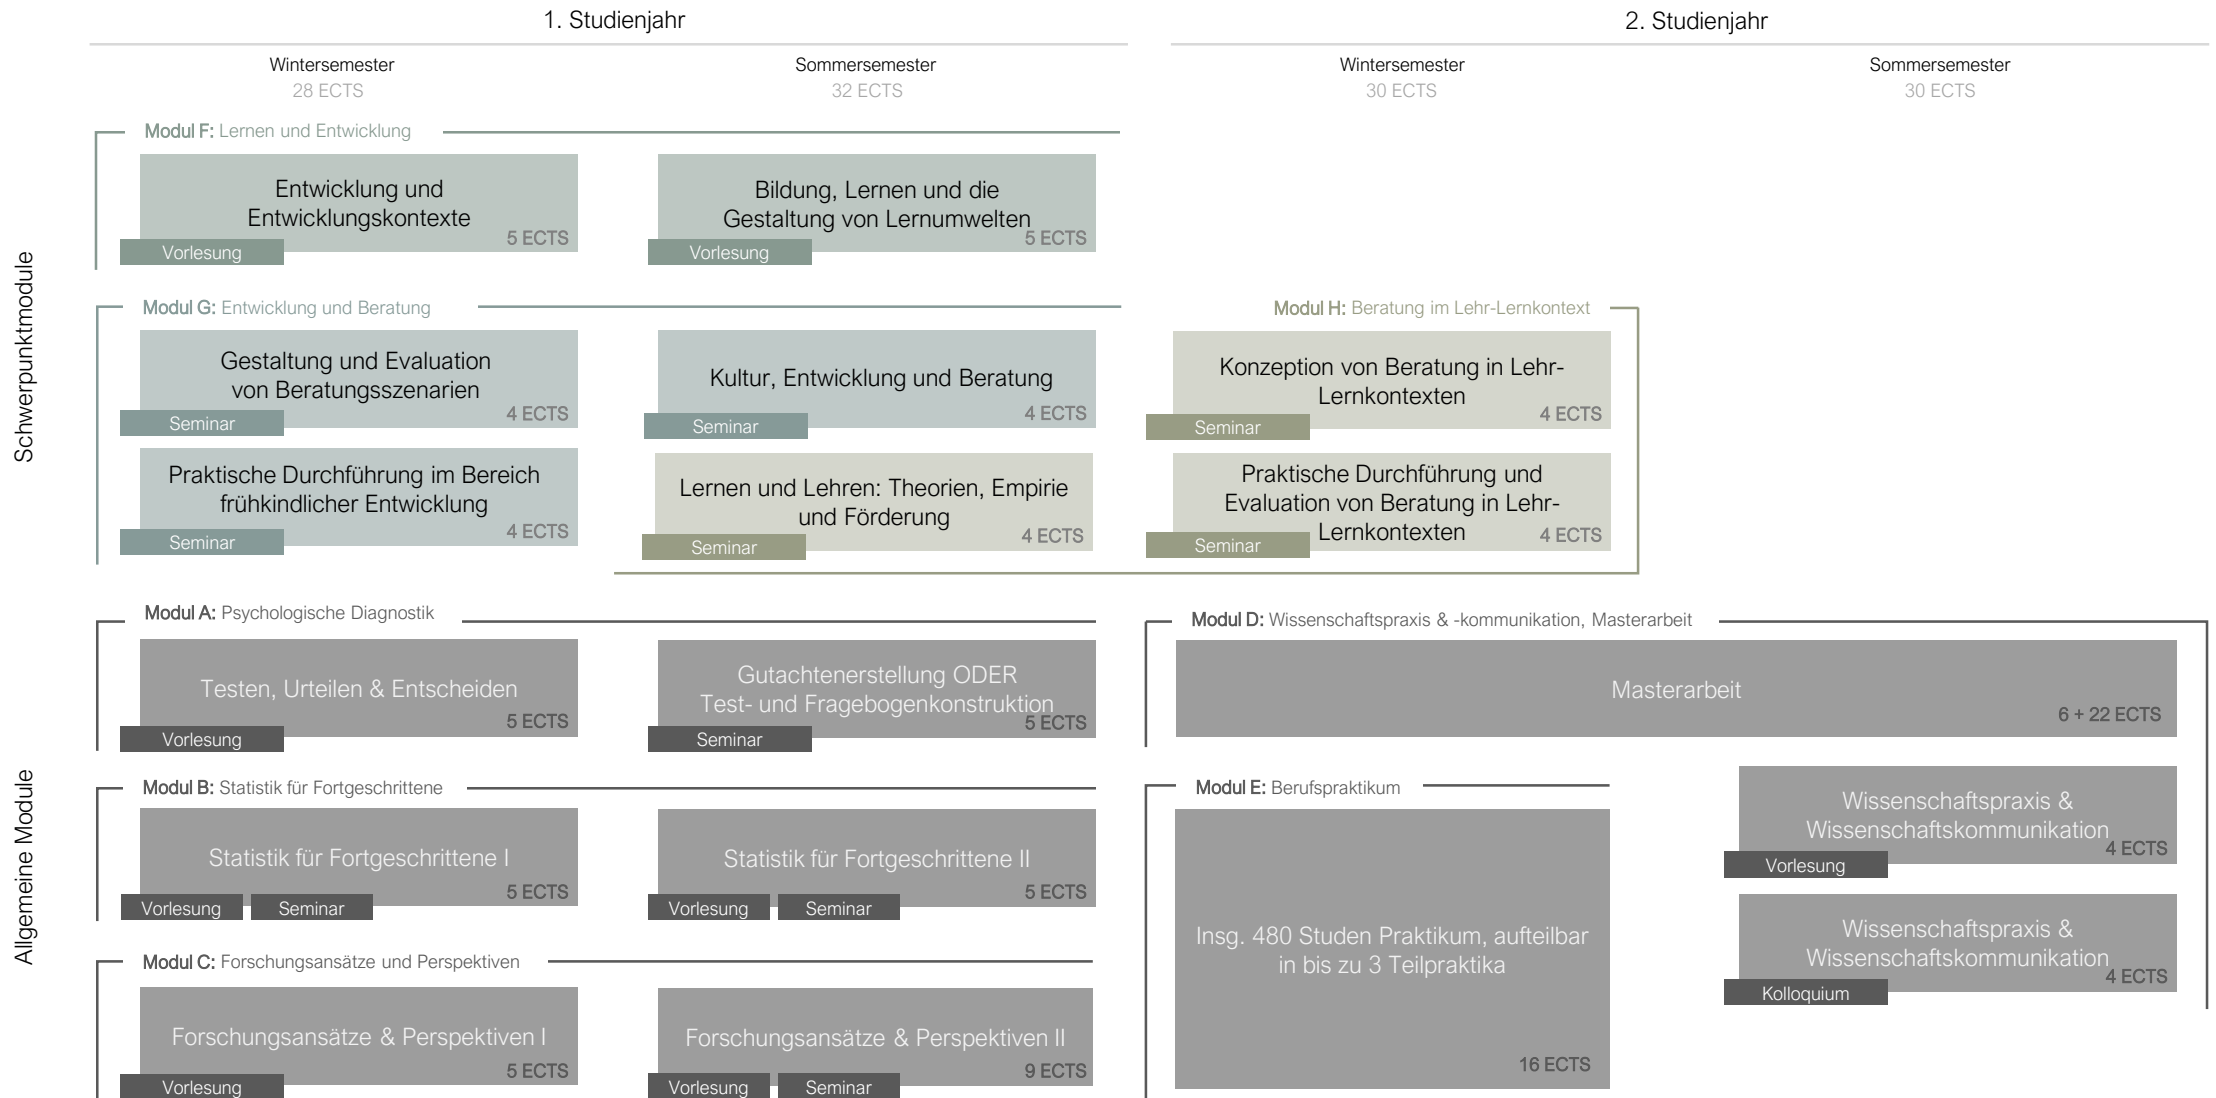 1. Studienjahr
2. Studienjahr
Wintersemester
28 ECTS
Sommersemester
32 ECTS
Wintersemester
30 ECTS
Sommersemester
30 ECTS
Schwerpunktmodule
Modul F: Lernen und Entwicklung
Entwicklung und
Entwicklungskontexte
5 ECTS
Vorlesung
Bildung, Lernen und die
Gestaltung von Lernumwelten
5 ECTS
Vorlesung
Modul G: Entwicklung und Beratung
Gestaltung und Evaluation
von Beratungsszenarien
4 ECTS
Seminar
Kultur, Entwicklung und Beratung
4 ECTS
Seminar
Praktische Durchführung im Bereich
frühkindlicher Entwicklung
4 ECTS
Seminar
Lernen und Lehren: Theorien, Empirie
und Förderung
4 ECTS
Seminar
Modul H: Beratung im Lehr-Lernkontext
Konzeption von Beratung in Lehr-
Lernkontexten
4 ECTS
Seminar
Praktische Durchführung und
Evaluation von Beratung in Lehr-
Lernkontexten
4 ECTS
Seminar
Allgemeine Module
Modul A: Psychologische Diagnostik
Testen, Urteilen & Entscheiden
5 ECTS
Vorlesung
Gutachtenerstellung ODER
Test- und Fragebogenkonstruktion
5 ECTS
Seminar
Modul D: Wissenschaftspraxis & -kommunikation, Masterarbeit
Masterarbeit
6 + 22 ECTS
Modul B: Statistik für Fortgeschrittene
Statistik für Fortgeschrittene I
5 ECTS
Vorlesung
Seminar
Statistik für Fortgeschrittene II
5 ECTS
Vorlesung
Seminar
Modul E: Berufspraktikum
Insg. 480 Studen Praktikum, aufteilbar
in bis zu 3 Teilpraktika
16 ECTS
Wissenschaftspraxis &
Wissenschaftskommunikation
4 ECTS
Vorlesung
Wissenschaftspraxis &
Wissenschaftskommunikation
4 ECTS
Kolloquium
Modul C: Forschungsansätze und Perspektiven
Forschungsansätze & Perspektiven I
5 ECTS
Vorlesung
Forschungsansätze & Perspektiven II
9 ECTS
Vorlesung
Seminar